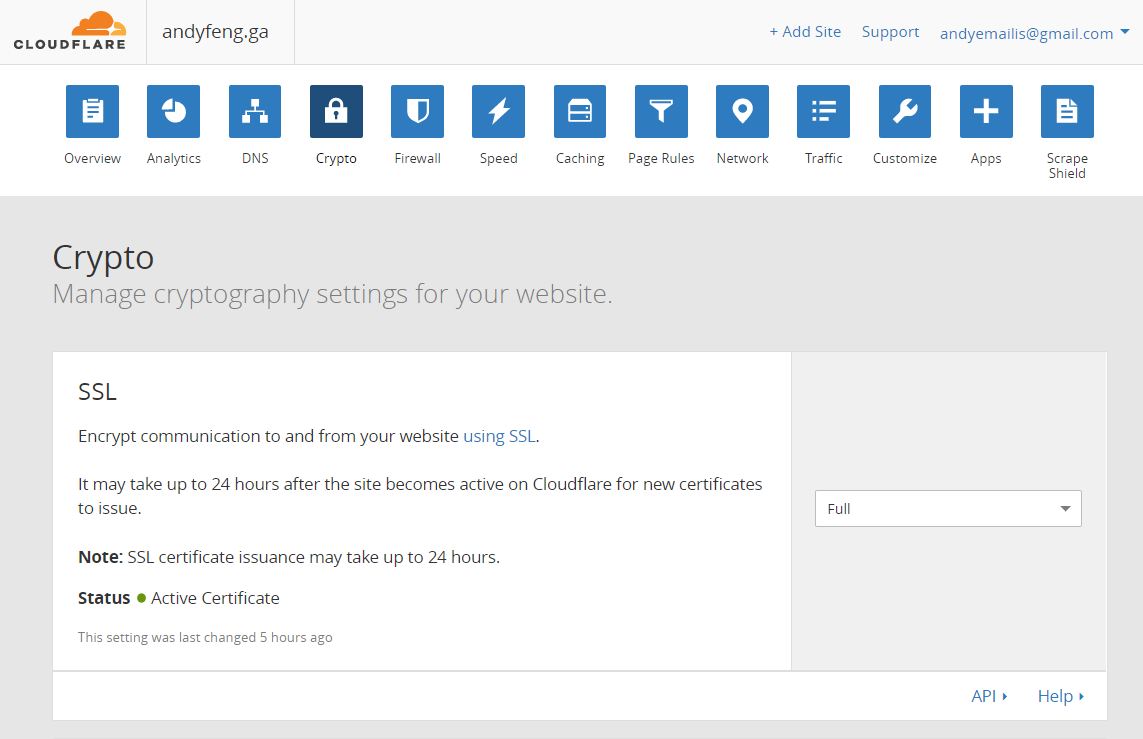 CLOUDFLARE
andyfeng.ga
+ Add Site Support andyemailis@gmail.com
Overview Analytics DNS Crypto Firewall Speed Caching Page Rules Network Traffic Customize Apps Scrape
Shield
Crypto
Manage cryptography settings for your website.
SSL
Encrypt communication to and from your website using SSL.
It may take up to 24 hours after the site becomes active on Cloudflare for new certificates
to issue.
Full
Note: SSL certificate issuance may take up to 24 hours.
Status Active Certificate
This setting was last changed 5 hours ago
API Help